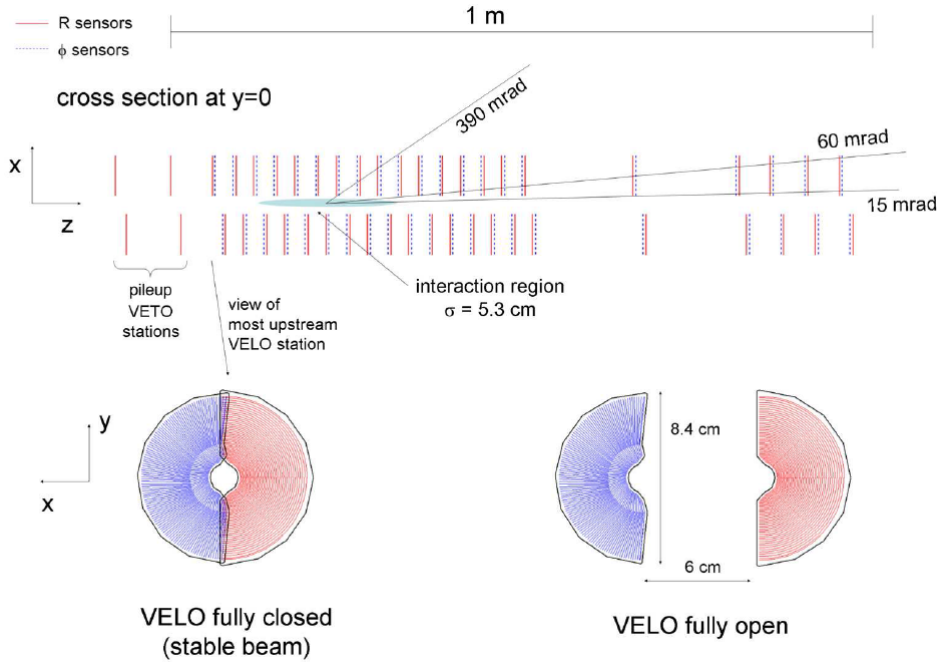 R sensors
ϕ sensors
1 m
cross section at y=0
390 mrad
60 mrad
15 mrad
x
z
pileup
VETO
stations
view of
most upstream
VELO station
interaction region
σ = 5.3 cm
y
x
8.4 cm
6 cm
VELO fully closed
(stable beam)
VELO fully open